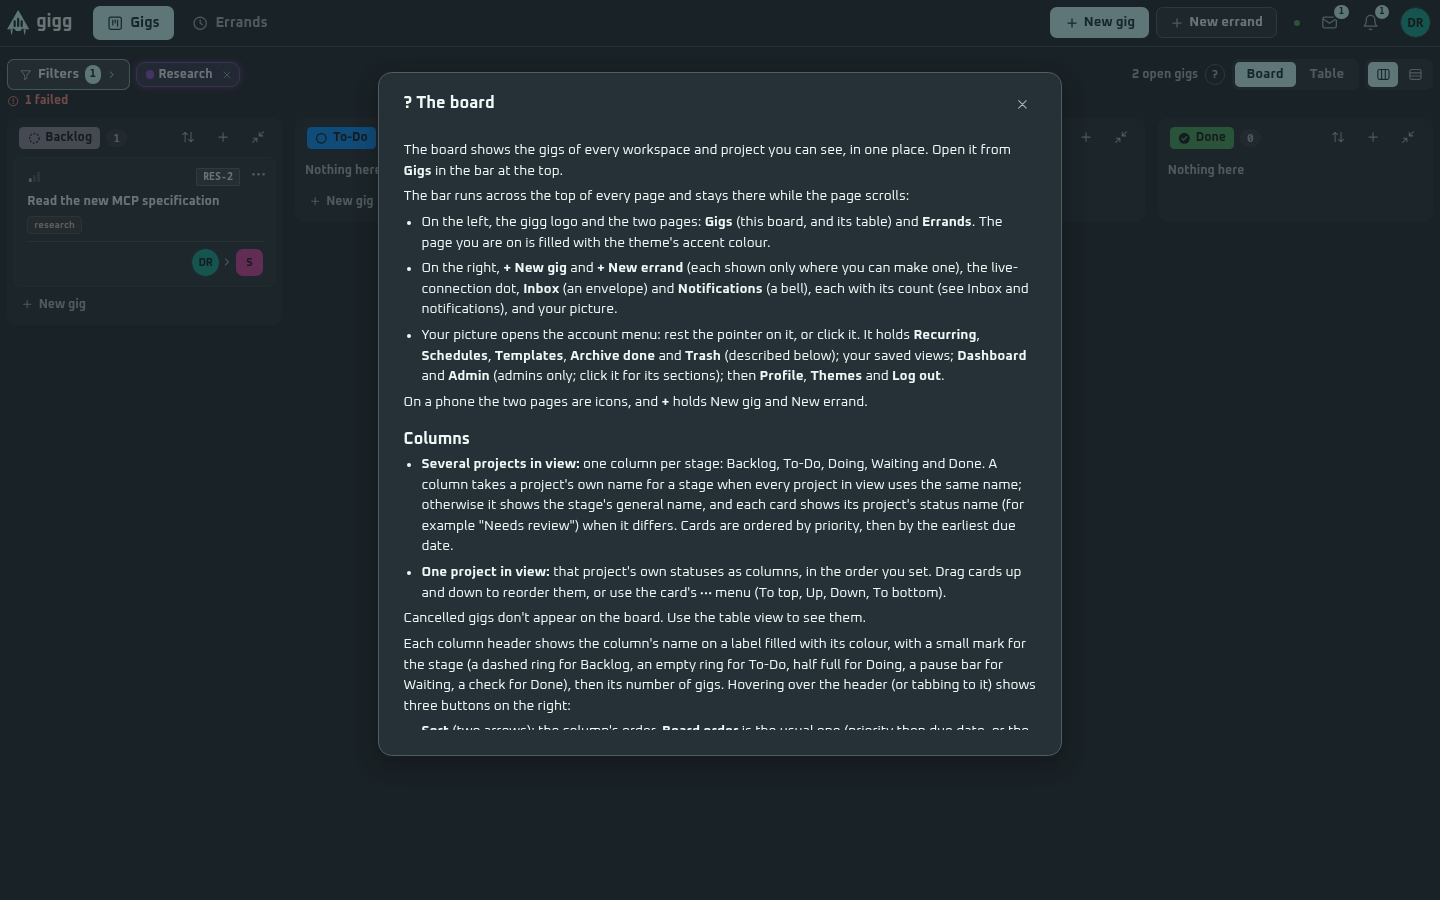 gigg
Gigs
Errands
+ New gig
+ New errand
1
1
DR
Filters 1
Research
2 open gigs ?
Board
Table
1 failed
Backlog 1
To-Do
Done 0
RES-2
Read the new MCP specification
research
DR
S
+ New gig
Nothing here
+ New gig
Nothing here
? The board
The board shows the gigs of every workspace and project you can see, in one place. Open it from
Gigs in the bar at the top.
The bar runs across the top of every page and stays there while the page scrolls:
• On the left, the gigg logo and the two pages: Gigs (this board, and its table) and Errands. The
page you are on is filled with the theme's accent colour.
• On the right, + New gig and + New errand (each shown only where you can make one), the live-
connection dot, Inbox (an envelope) and Notifications (a bell), each with its count (see Inbox and
notifications), and your picture.
• Your picture opens the account menu: rest the pointer on it, or click it. It holds Recurring,
Schedules, Templates, Archive done and Trash (described below); your saved views; Dashboard
and Admin (admins only; click it for its sections); then Profile, Themes and Log out.
On a phone the two pages are icons, and + holds New gig and New errand.
Columns
• Several projects in view: one column per stage: Backlog, To-Do, Doing, Waiting and Done. A
column takes a project's own name for a stage when every project in view uses the same name;
otherwise it shows the stage's general name, and each card shows its project's status name (for
example "Needs review") when it differs. Cards are ordered by priority, then by the earliest due
date.
• One project in view: that project's own statuses as columns, in the order you set. Drag cards up
and down to reorder them, or use the card's ··· menu (To top, Up, Down, To bottom).
Cancelled gigs don't appear on the board. Use the table view to see them.
Each column header shows the column's name on a label filled with its colour, with a small mark for
the stage (a dashed ring for Backlog, an empty ring for To-Do, half full for Doing, a pause bar for
Waiting, a check for Done), then its number of gigs. Hovering over the header (or tabbing to it) shows
three buttons on the right:
Sort (two arrows): the column's order. Board order is the usual one (priority then due date, or the